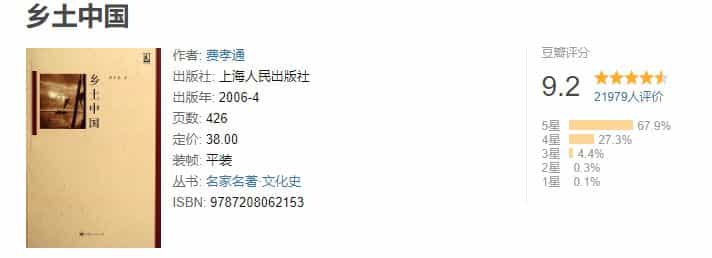 乡土中国
乡土中国
作者: 费孝通
出版社: 上海人民出版社
出版年: 2006-4
页数: 426
定价: 38.00
装帧: 平装
丛书: 名家名著·文化史
ISBN: 9787208062153
豆瓣评分
9.2
21979人评价
5星 67.9%
4星 27.3%
3星 4.4%
2星 0.3%
1星 0.1%